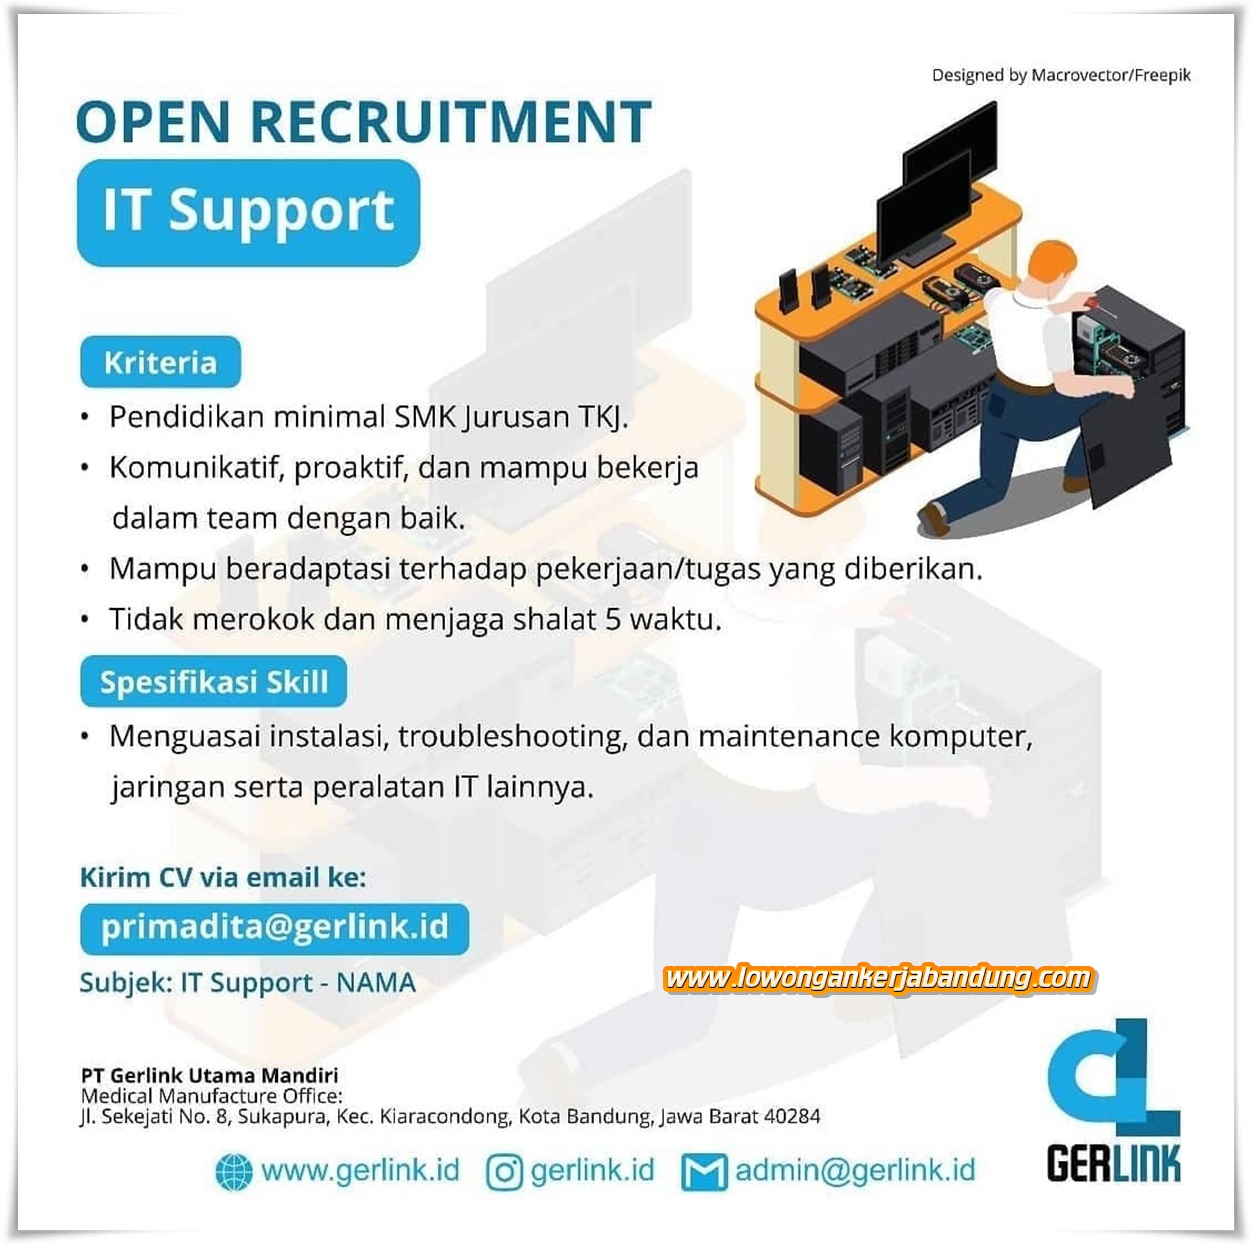 Designed by Macrovector/Freepik
OPEN RECRUITMENT
IT Support
Kriteria
• Pendidikan minimal SMK Jurusan TKJ.
• Komunikatif, proaktif, dan mampu bekerja
dalam team dengan baik.
• Mampu beradaptasi terhadap pekerjaan/tugas yang diberikan.
• Tidak merokok dan menjaga shalat 5 waktu.
Spesifikasi Skill
• Menguasai instalasi, troubleshooting, dan maintenance komputer,
jaringan serta peralatan IT lainnya.
Kirim CV via email ke:
primadita@gerlink.id
Subjek: IT Support - NAMA
www.lowongankerjabandung.com
PT Gerlink Utama Mandiri
Medical Manufacture Office:
Jl. Sekejati No. 8, Sukapura, Kec. Kiaracondong, Kota Bandung, Jawa Barat 40284
www.gerlink.id gerlink.id admin@gerlink.id
GERLINK